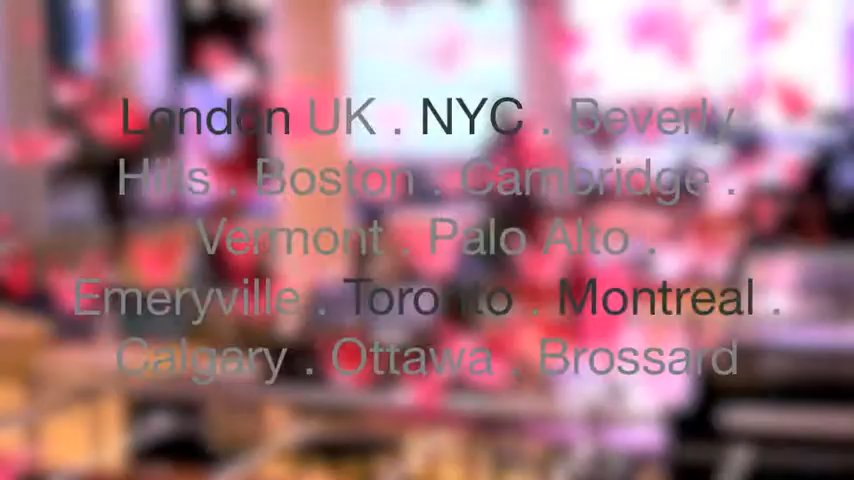 London UK . NYC . Beverly
Hills . Boston . Cambridge .
Vermont . Palo Alto .
Emeryville . Toronto . Montreal .
Calgary . Ottawa . Brossard